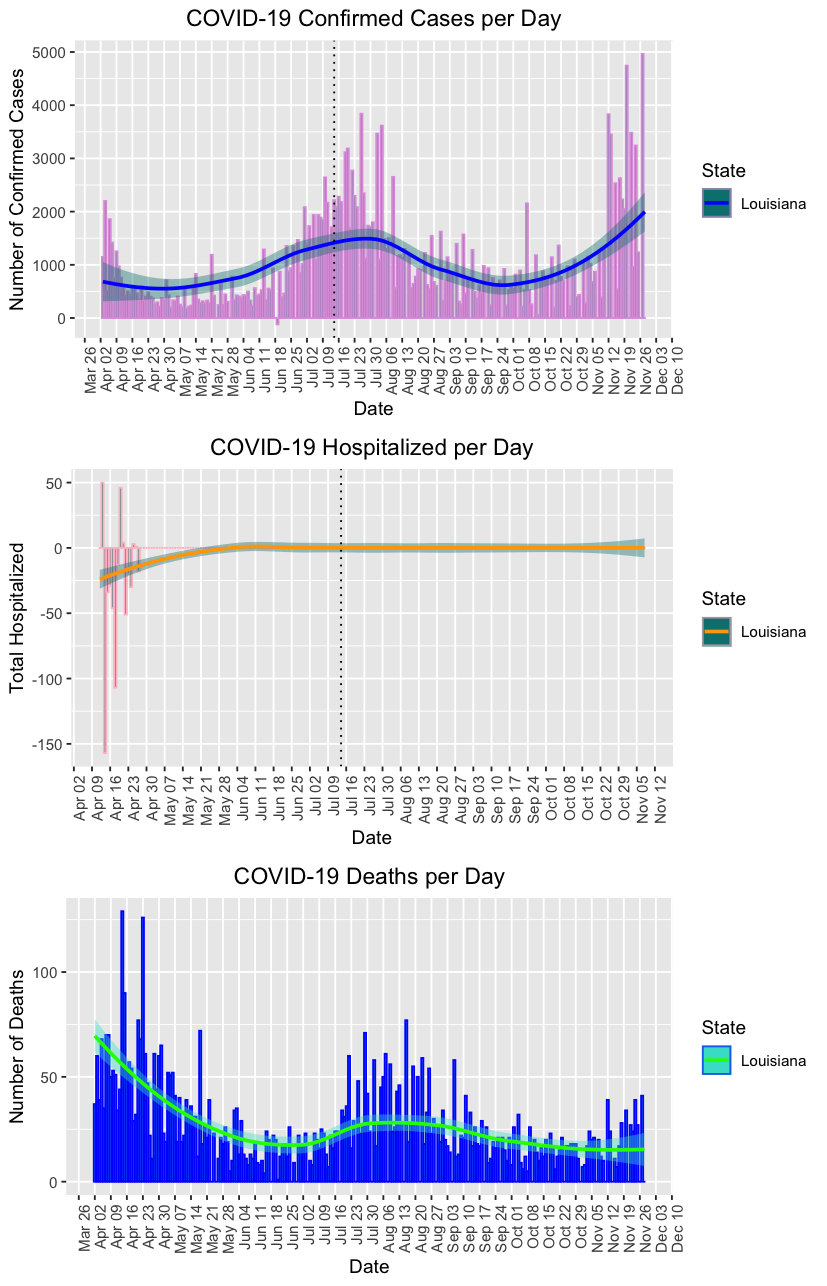 COVID-19 Confirmed Cases per Day
Number of Confirmed Cases
5000
4000
3000
2000
1000
0
Mar 26
Apr 02
Apr 09
Apr 16
Apr 23
Apr 30
May 07
May 14
May 21
May 28
Jun 04
Jun 11
Jun 18
Jun 25
Jul 02
Jul 09
Jul 16
Jul 23
Jul 30
Aug 06
Aug 13
Aug 20
Aug 27
Sep 03
Sep 10
Sep 17
Sep 24
Oct 01
Oct 08
Oct 15
Oct 22
Oct 29
Nov 05
Nov 12
Nov 19
Nov 26
Dec 03
Dec 10
Date
State
Louisiana
COVID-19 Hospitalized per Day
Total Hospitalized
50
0
-50
-100
-150
Apr 02
Apr 09
Apr 16
Apr 23
Apr 30
May 07
May 14
May 21
May 28
Jun 04
Jun 11
Jun 18
Jun 25
Jul 02
Jul 09
Jul 16
Jul 23
Jul 30
Aug 06
Aug 13
Aug 20
Aug 27
Sep 03
Sep 10
Sep 17
Sep 24
Oct 01
Oct 08
Oct 15
Oct 22
Oct 29
Nov 05
Nov 12
Date
State
Louisiana
COVID-19 Deaths per Day
Number of Deaths
100
50
0
Mar 26
Apr 02
Apr 09
Apr 16
Apr 23
Apr 30
May 07
May 14
May 21
May 28
Jun 04
Jun 11
Jun 18
Jun 25
Jul 02
Jul 09
Jul 16
Jul 23
Jul 30
Aug 06
Aug 13
Aug 20
Aug 27
Sep 03
Sep 10
Sep 17
Sep 24
Oct 01
Oct 08
Oct 15
Oct 22
Oct 29
Nov 05
Nov 12
Nov 19
Nov 26
Dec 03
Dec 10
Date
State
Louisiana